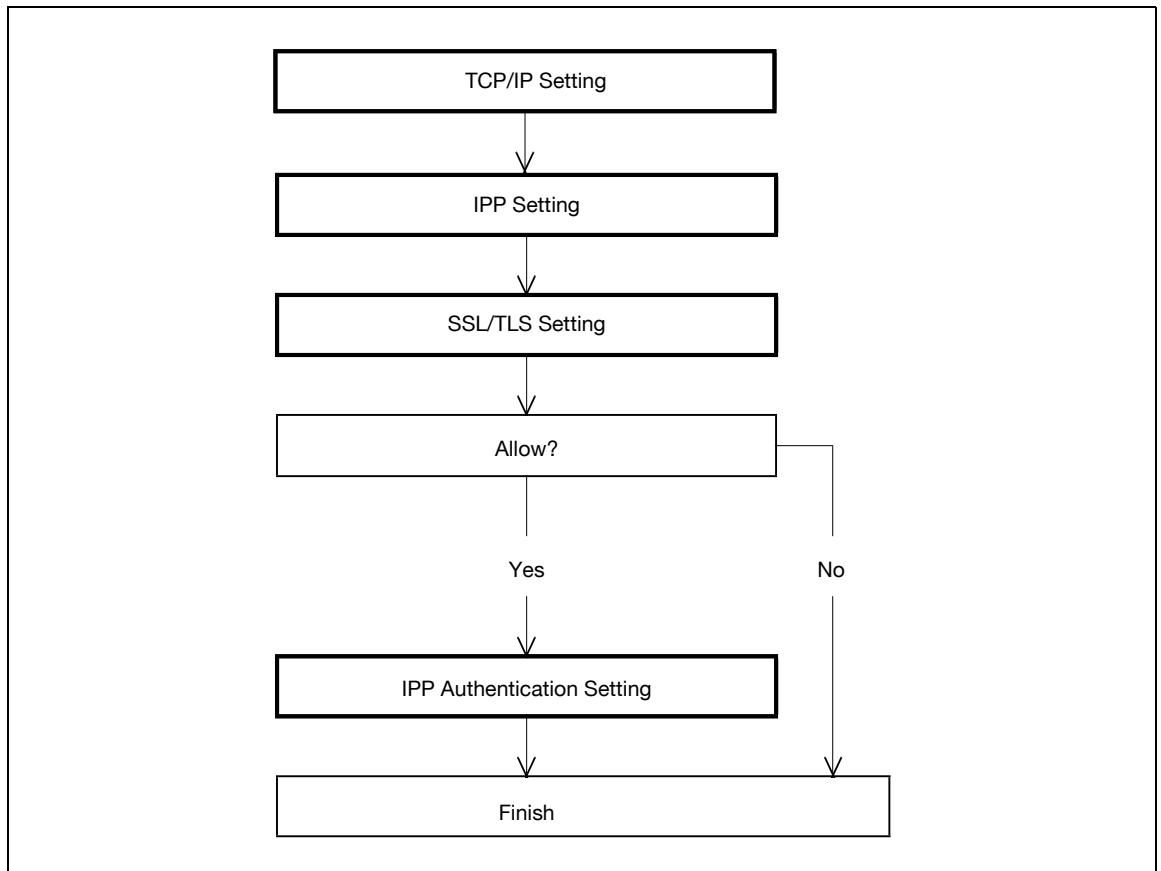 TCP/IP Setting
IPP Setting
SSL/TLS Setting
Allow?
Yes
No
IPP Authentication Setting
Finish